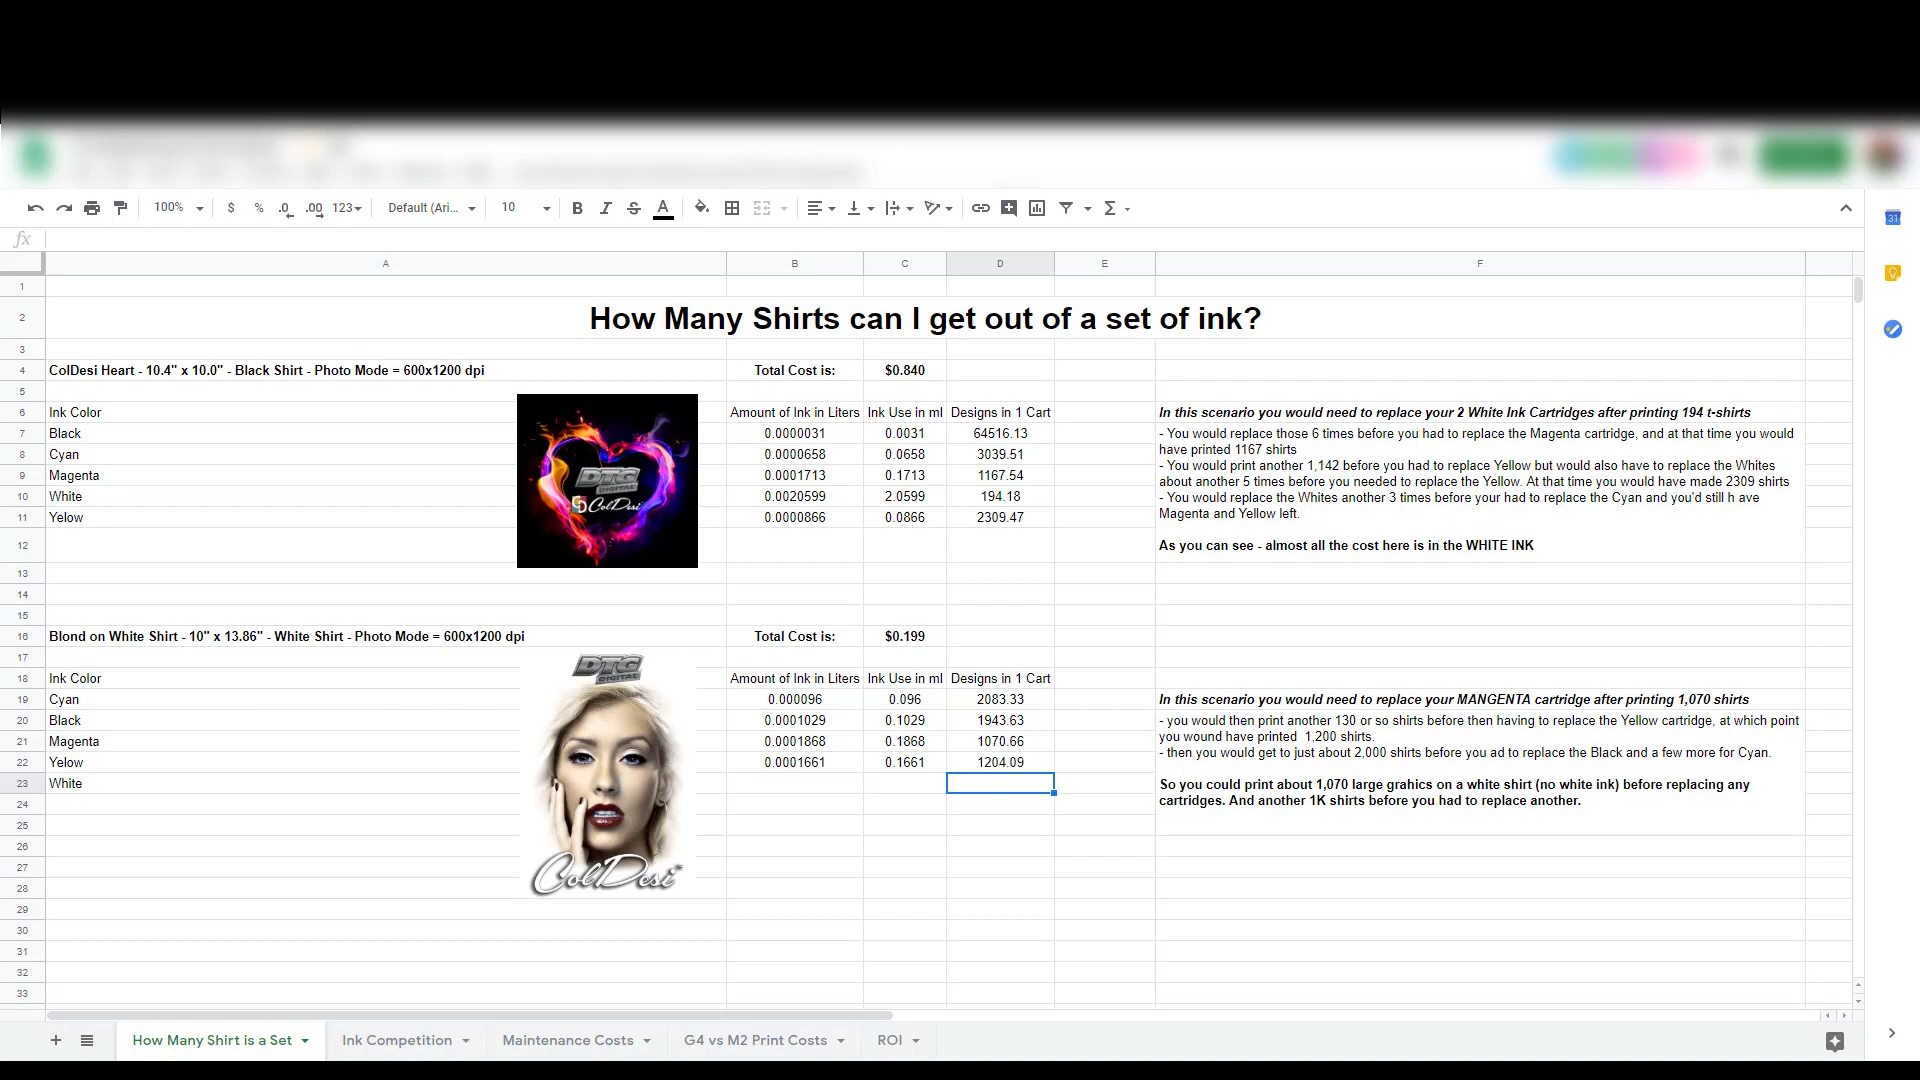 100%
$
%
.0
.00
123
Default (Ari...
10
B
I
S
A
Σ
31
fx
A
B
C
D
E
F
1
2
How Many Shirts can I get out of a set of ink?
3
4
ColDesi Heart - 10.4" x 10.0" - Black Shirt - Photo Mode = 600x1200 dpi
Total Cost is:
$0.840
5
6
Ink Color
Amount of Ink in Liters
Ink Use in ml
Designs in 1 Cart
In this scenario you would need to replace your 2 White Ink Cartridges after printing 194 t-shirts
7
Black
0.0000031
0.0031
64516.13
- You would replace those 6 times before you had to replace the Magenta cartridge, and at that time you would
have printed 1167 shirts
8
Cyan
0.0000658
0.0658
3039.51
- You would print another 1,142 before you had to replace Yellow but would also have to replace the Whites
about another 5 times before you needed to replace the Yellow. At that time you would have made 2309 shirts
9
Magenta
0.0001713
0.1713
1167.54
- You would replace the Whites another 3 times before your had to replace the Cyan and you'd still h ave
Magenta and Yellow left.
10
White
0.0020599
2.0599
194.18
11
Yelow
0.0000866
0.0866
2309.47
DTG
DIGITAL
ColDesi
12
As you can see - almost all the cost here is in the WHITE INK
13
14
15
16
Blond on White Shirt - 10" x 13.86" - White Shirt - Photo Mode = 600x1200 dpi
Total Cost is:
$0.199
17
DTG
DIGITAL
18
Ink Color
Amount of Ink in Liters
Ink Use in ml
Designs in 1 Cart
19
Cyan
0.000096
0.096
2083.33
In this scenario you would need to replace your MANGENTA cartridge after printing 1,070 shirts
20
Black
0.0001029
0.1029
1943.63
- you would then print another 130 or so shirts before then having to replace the Yellow cartridge, at which point
you wound have printed  1,200 shirts.
21
Magenta
0.0001868
0.1868
1070.66
- then you would get to just about 2,000 shirts before you ad to replace the Black and a few more for Cyan.
22
Yelow
0.0001661
0.1661
1204.09
23
White
So you could print about 1,070 large grahics on a white shirt (no white ink) before replacing any
cartridges. And another 1K shirts before you had to replace another.
24
25
26
27
ColDesi
28
29
30
31
32
33
How Many Shirt is a Set
Ink Competition
Maintenance Costs
G4 vs M2 Print Costs
ROI